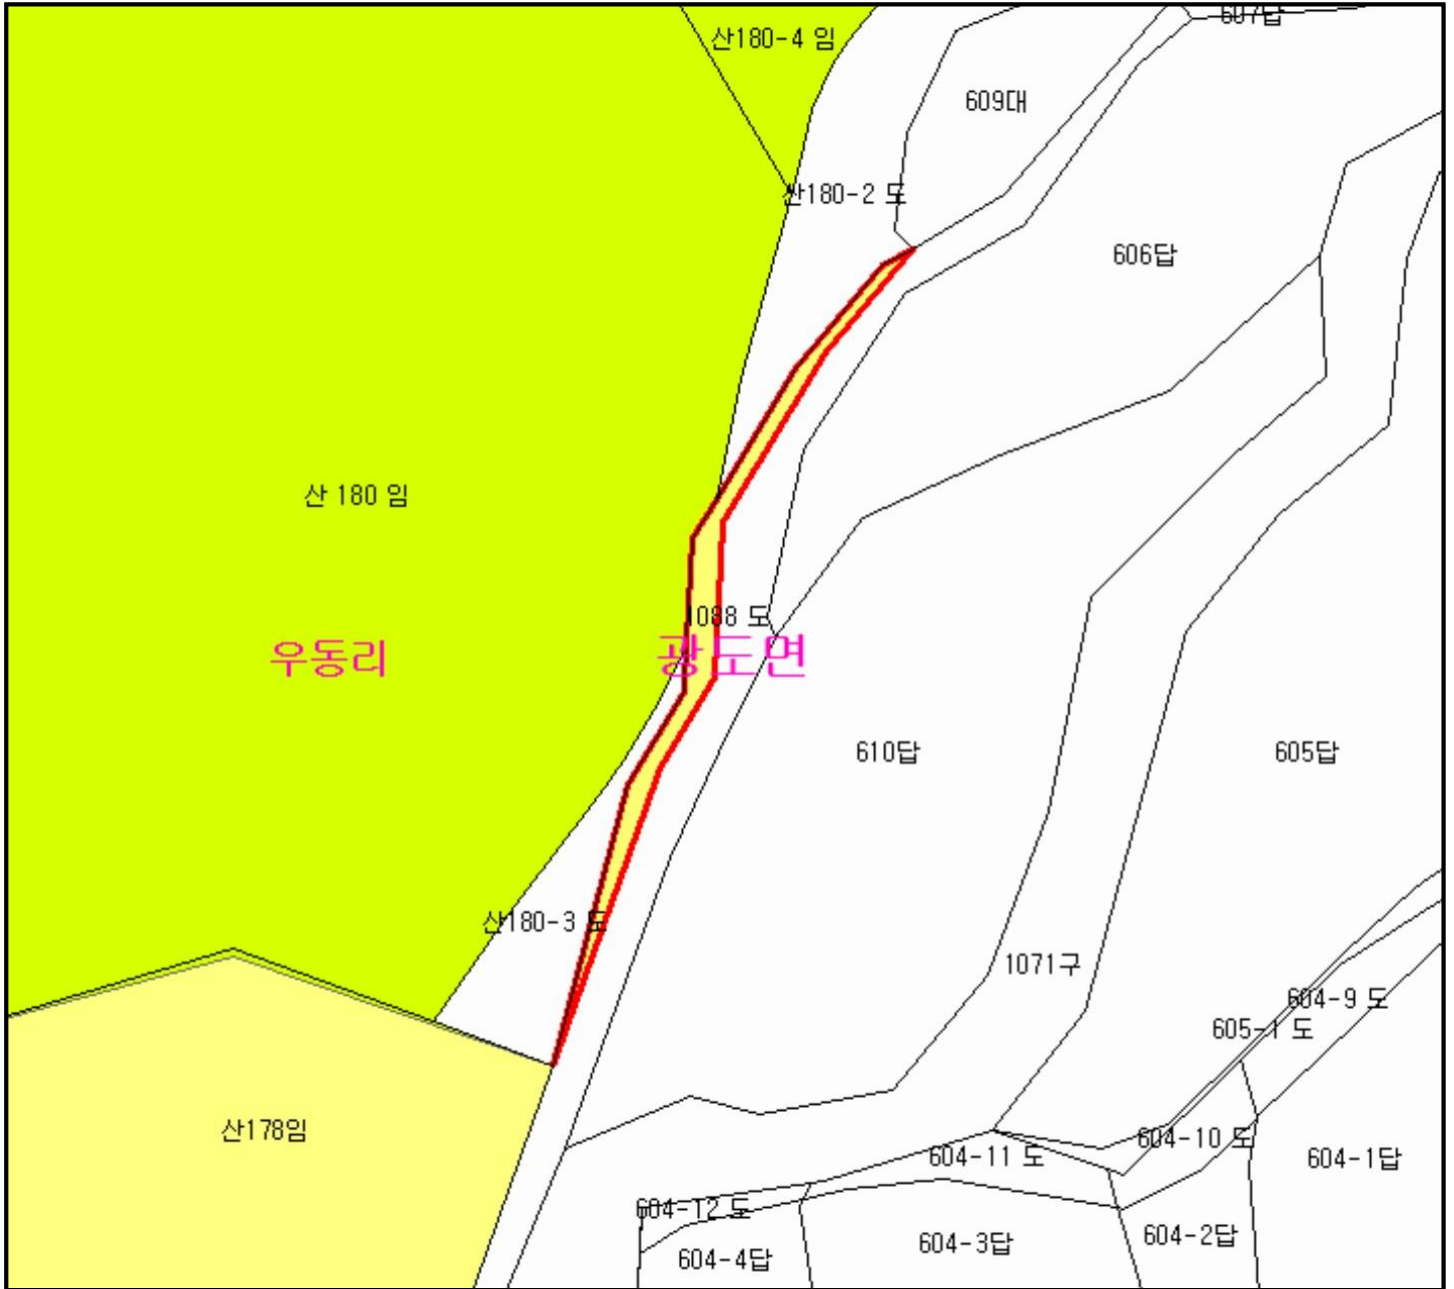 607답
산180-4 임
609대
산180-2 도
606답
산 180 임
1088 도
우동리
광도면
610답
605답
산180-3 도
1071구
604-9 도
605-1 도
산178임
604-10 도
604-11 도
604-1답
604-12 도
604-2답
604-3답
604-4답